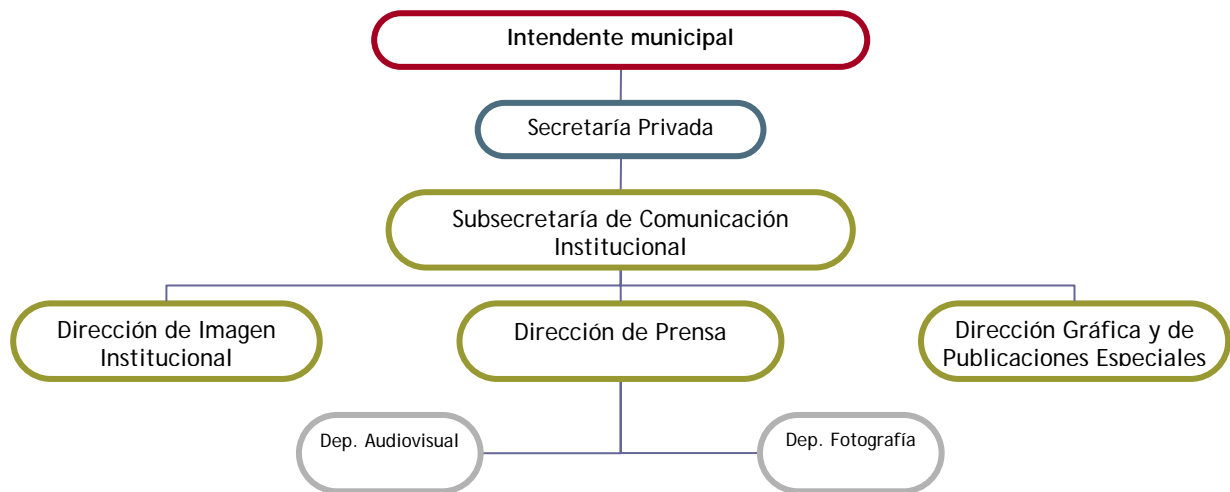 Intendente municipal
Secretaría Privada
Subsecretaría de Comunicación
Institucional
Dirección de Imagen
Institucional
Dirección de Prensa
Dirección Gráfica y de
Publicaciones Especiales
Dep. Audiovisual
Dep. Fotografía